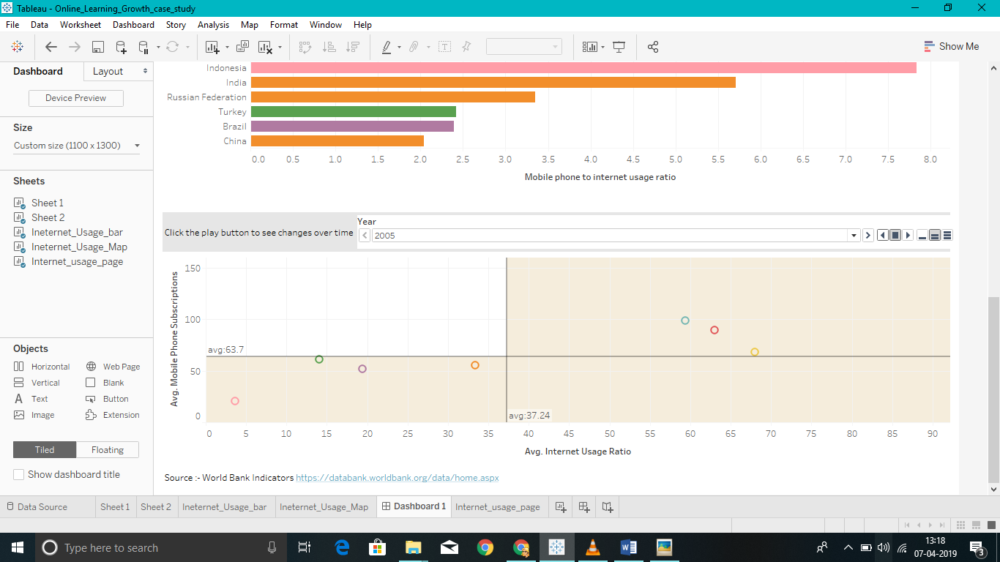 Tableau - Online_Learning_Growth_case_study
File Data Worksheet Dashboard Story Analysis Map Format Window Help
Show Me
Dashboard Layout
Device Preview
Size
Custom size (1100 x 1300)
Sheets
Sheet 1
Sheet 2
Ineternet_Usage_bar
Ineternet_Usage_Map
Internet_usage_page
Objects
Horizontal Web Page
Vertical Blank
Text Button
Image Extension
Tiled Floating
Show dashboard title
Indonesia
India
Russian Federation
Turkey
Brazil
China
0.0 0.5 1.0 1.5 2.0 2.5 3.0 3.5 4.0 4.5 5.0 5.5 6.0 6.5 7.0 7.5 8.0
Mobile phone to internet usage ratio
Click the play button to see changes over time
Year
2005
Avg. Mobile Phone Subscriptions
150
100
50
0
avg:63.7
avg:37.24
0 5 10 15 20 25 30 35 40 45 50 55 60 65 70 75 80 85 90
Avg. Internet Usage Ratio
Source :- World Bank Indicators https://databank.worldbank.org/data/home.aspx
Data Source Sheet 1 Sheet 2 Ineternet_Usage_bar Ineternet_Usage_Map Dashboard 1 Internet_usage_page
Type here to search
13:18
07-04-2019
3